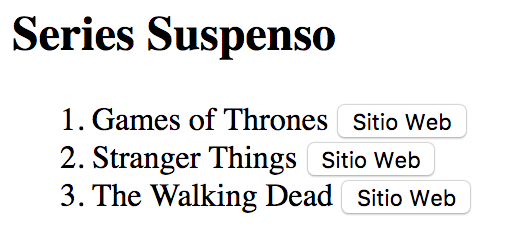 Series Suspenso
1. Games of Thrones Sitio Web
2. Stranger Things Sitio Web
3. The Walking Dead Sitio Web